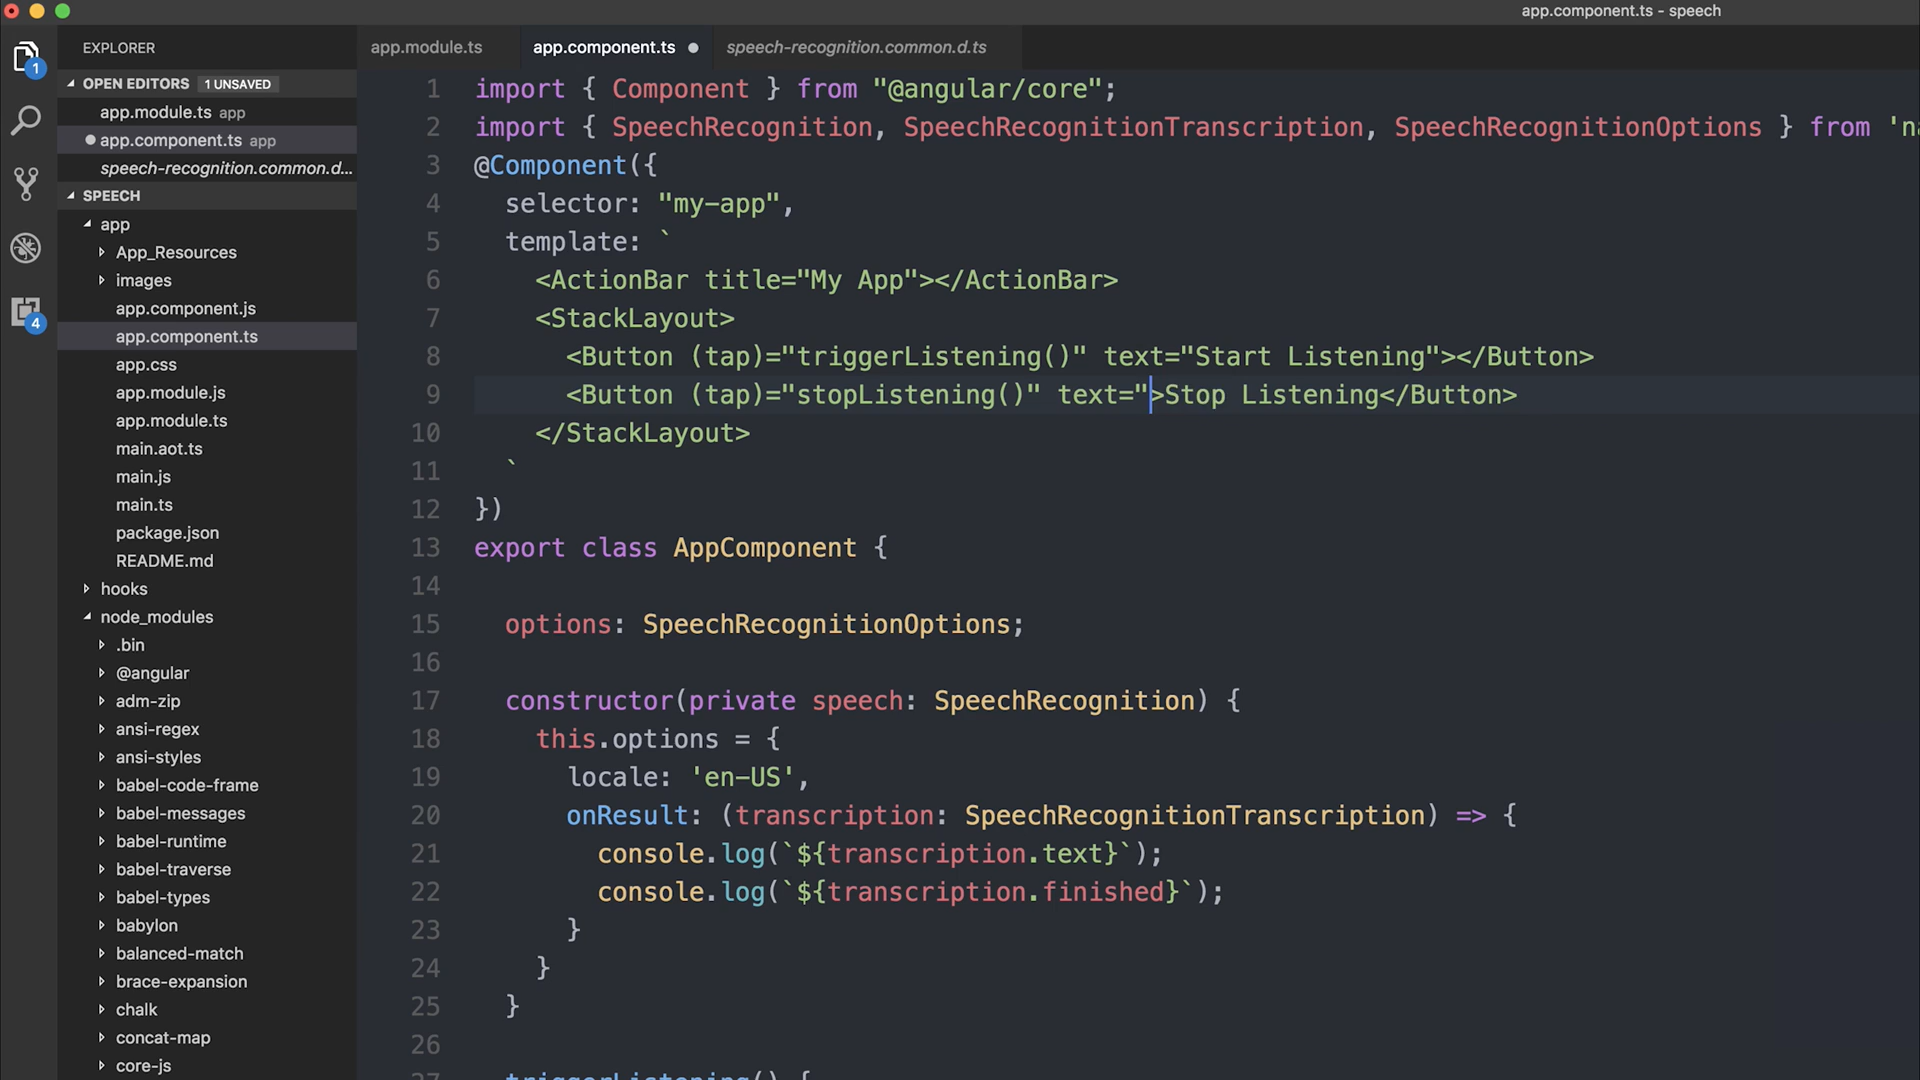 app.component.ts - speech
EXPLORER
OPEN EDITORS 1 UNSAVED
app.module.ts app
app.component.ts app
speech-recognition.common.d...
SPEECH
app
App_Resources
images
app.component.js
app.component.ts
app.css
app.module.js
app.module.ts
main.aot.ts
main.js
main.ts
package.json
README.md
hooks
node_modules
.bin
@angular
adm-zip
ansi-regex
ansi-styles
babel-code-frame
babel-messages
babel-runtime
babel-traverse
babel-types
babylon
balanced-match
brace-expansion
chalk
concat-map
core-js
1
4
app.module.ts app.component.ts speech-recognition.common.d.ts
1 import { Component } from "@angular/core";
2 import { SpeechRecognition, SpeechRecognitionTranscription, SpeechRecognitionOptions } from 'na
3 @Component({
4 selector: "my-app",
5 template: `
6 <ActionBar title="My App"></ActionBar>
7 <StackLayout>
8 <Button (tap)="triggerListening()" text="Start Listening"></Button>
9 <Button (tap)="stopListening()" text=">Stop Listening</Button>
10 </StackLayout>
11 `
12 })
13 export class AppComponent {
14
15 options: SpeechRecognitionOptions;
16
17 constructor(private speech: SpeechRecognition) {
18 this.options = {
19 locale: 'en-US',
20 onResult: (transcription: SpeechRecognitionTranscription) => {
21 console.log(`${transcription.text}`);
22 console.log(`${transcription.finished}`);
23 }
24 }
25 }
26
27 triggerListening() {